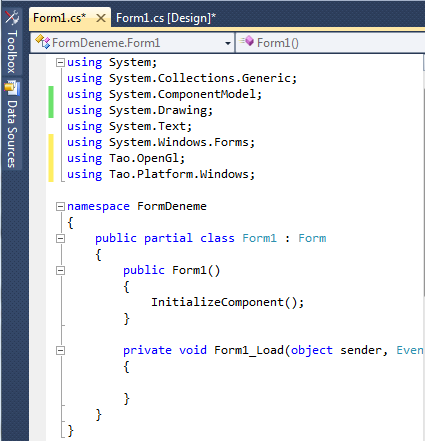 Form1.cs* Form1.cs [Design]*
Toolbox
Data Sources
FormDeneme.Form1 Form1()
using System;
using System.Collections.Generic;
using System.ComponentModel;
using System.Drawing;
using System.Text;
using System.Windows.Forms;
using Tao.OpenGl;
using Tao.Platform.Windows;
namespace FormDeneme
{
public partial class Form1 : Form
{
public Form1()
{
InitializeComponent();
}
private void Form1_Load(object sender, Even
{
}
}
}